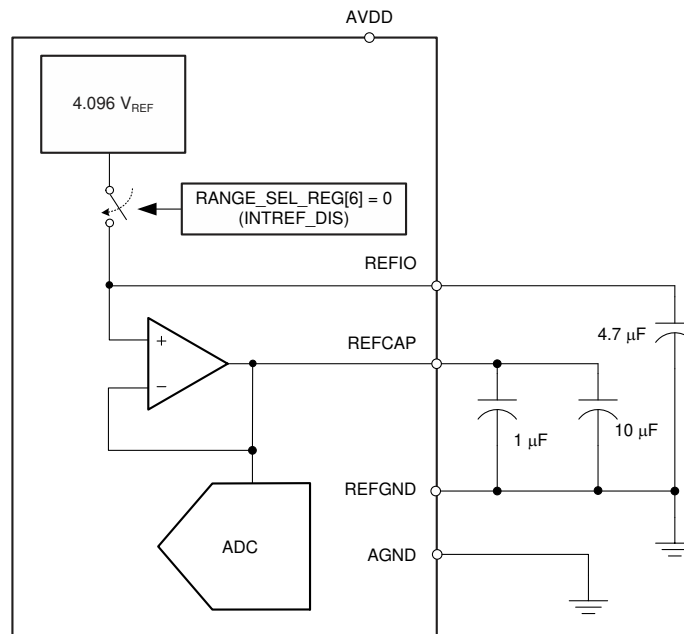 AVDD
4.096 VREF
RANGE_SEL_REG[6] = 0
(INTREF_DIS)
REFIO
4.7 μF
+
REFCAP
−
1 μF
10 μF
REFGND
ADC
AGND